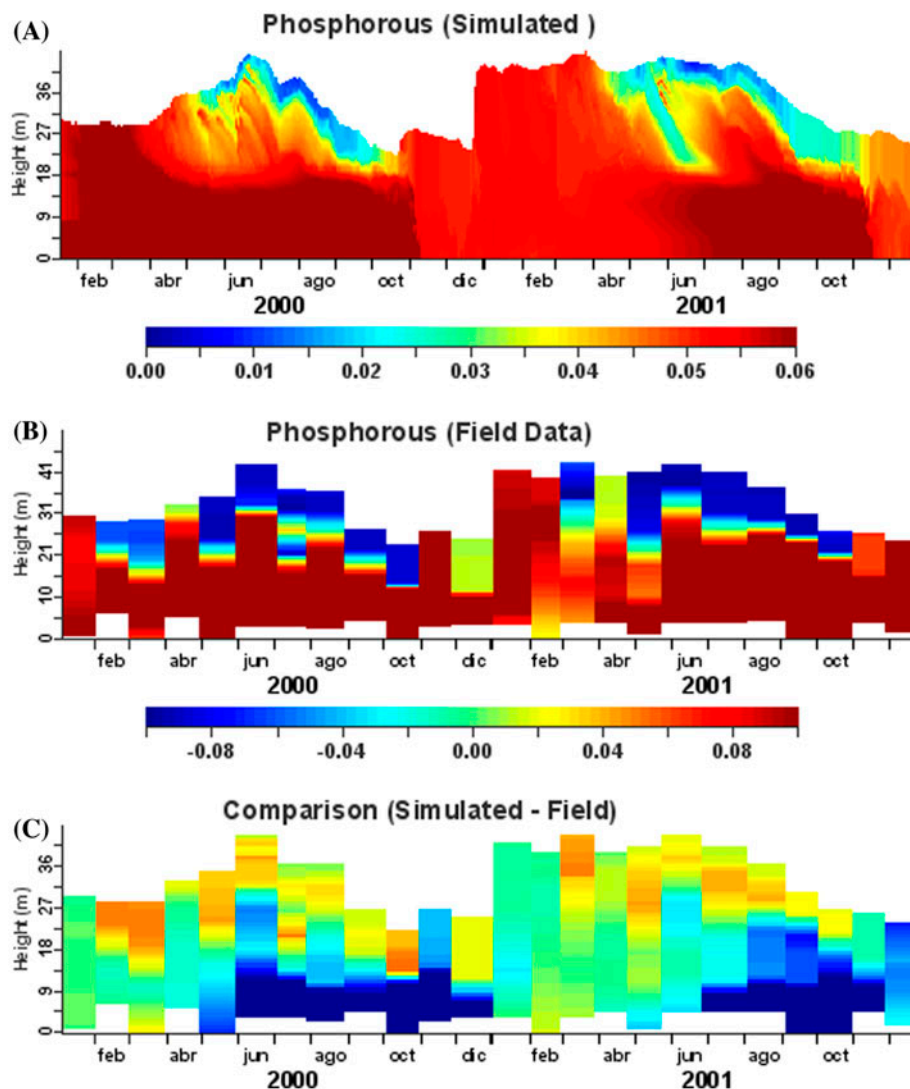 (A)
Phosphorous (Simulated )
Height (m)
36
27
18
9
0
feb abr jun ago oct dic feb abr jun ago oct
2000 2001
0.00 0.01 0.02 0.03 0.04 0.05 0.06
(B)
Phosphorous (Field Data)
Height (m)
41
31
21
10
0
feb abr jun ago oct dic feb abr jun ago oct
2000 2001
-0.08 -0.04 0.00 0.04 0.08
(C)
Comparison (Simulated - Field)
Height (m)
36
27
18
9
0
feb abr jun ago oct dic feb abr jun ago oct
2000 2001